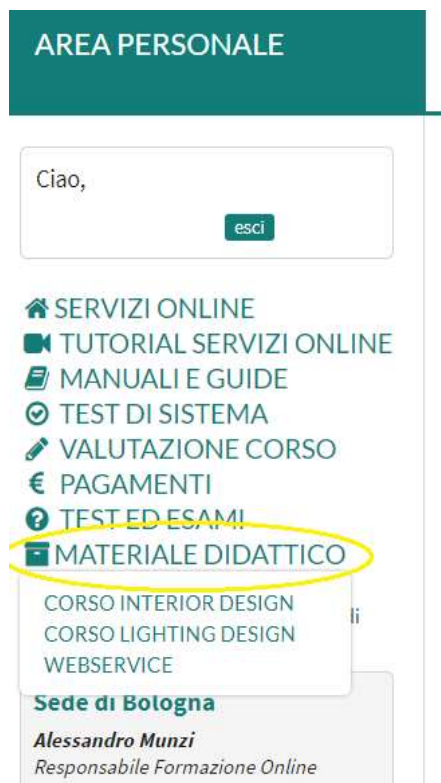 AREA PERSONALE
Ciao,
esci
SERVIZI ONLINE
TUTORIAL SERVIZI ONLINE
MANUALI E GUIDE
TEST DI SISTEMA
VALUTAZIONE CORSO
PAGAMENTI
TEST ED ESAMI
MATERIALE DIDATTICO
CORSO INTERIOR DESIGN
CORSO LIGHTING DESIGN
WEBSERVICE
Sede di Bologna
Alessandro Munzi
Responsabile Formazione Online